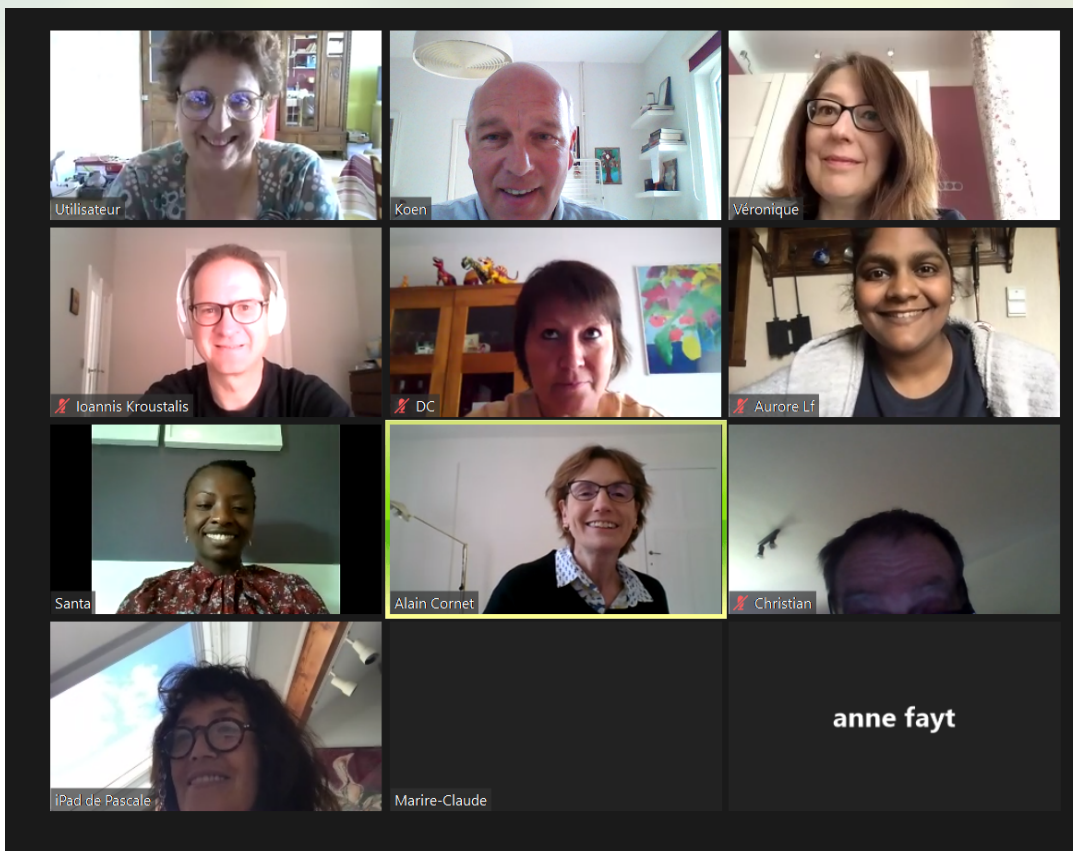 Utilisateur
Koen
Véronique
Ioannis Kroustalis
DC
Aurore Lf
Santa
Alain Cornet
Christian
iPad de Pascale
Marire-Claude
anne fayt